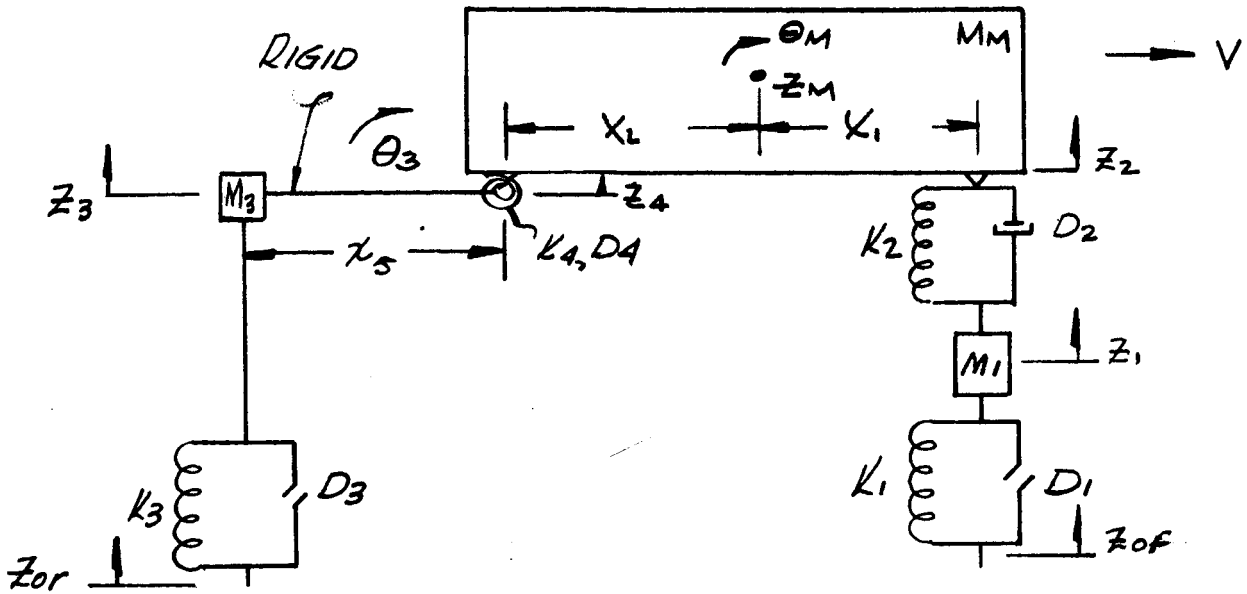 RIGID
θM
MM
V
ZM
X2
X1
θ3
Z2
Z3
M3
Z4
K2
D2
x5
K4, D4
Z1
M1
K3
D3
K1
D1
Zor
Zof